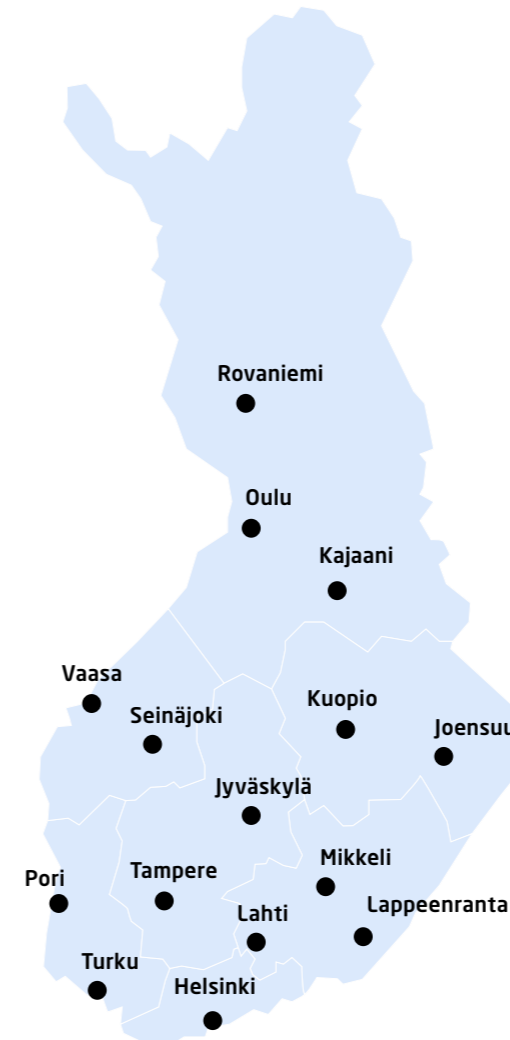 Rovaniemi
Oulu
Kajaani
Vaasa
Seinäjoki
Kuopio
Joensuu
Jyväskylä
Mikkeli
Tampere
Pori
Lappeenranta
Lahti
Turku
Helsinki